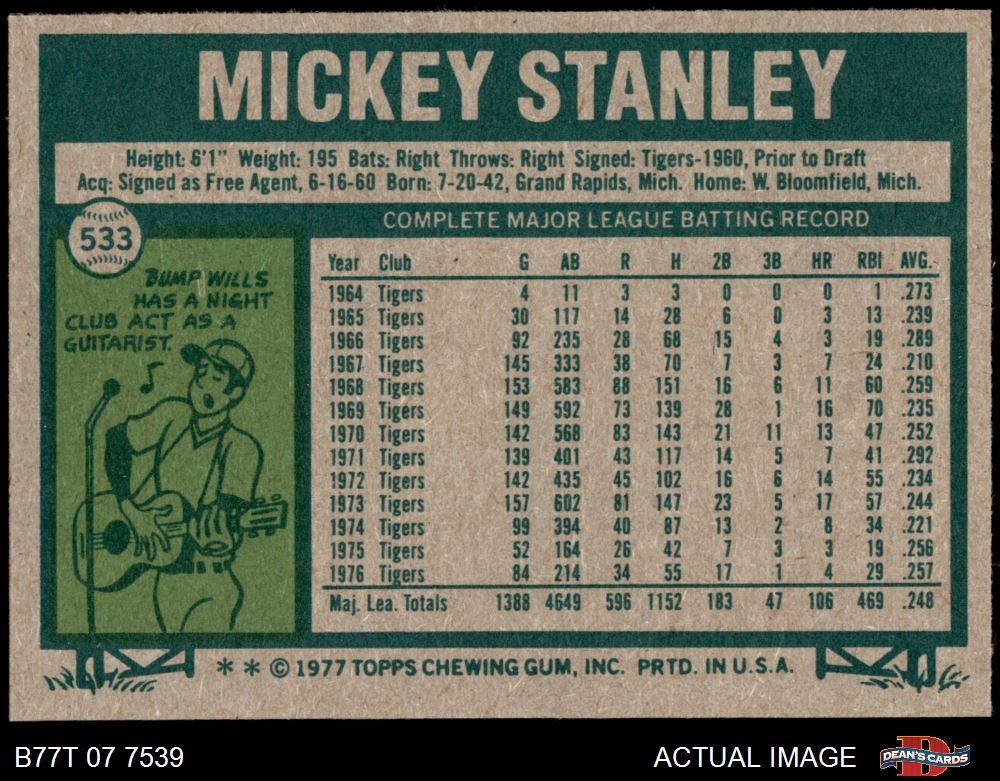 MICKEY STANLEY
Height: 6'1" Weight: 195 Bats: Right Throws: Right Signed: Tigers-1960, Prior to Draft
Acq: Signed as Free Agent, 6-16-60 Born: 7-20-42, Grand Rapids, Mich. Home: W. Bloomfield, Mich.
533
COMPLETE MAJOR LEAGUE BATTING RECORD
BUMP WILLS
HAS A NIGHT
CLUB ACT AS A
GUITARIST.
Year Club G AB R H 2B 3B HR RBI AVG.
1964 Tigers 4 11 3 3 0 0 0 1 .273
1965 Tigers 30 117 14 28 6 0 3 13 .239
1966 Tigers 92 235 28 68 15 4 3 19 .289
1967 Tigers 145 333 38 70 7 3 7 24 .210
1968 Tigers 153 583 88 151 16 6 11 60 .259
1969 Tigers 149 592 73 139 28 1 16 70 .235
1970 Tigers 142 568 83 143 21 11 13 47 .252
1971 Tigers 139 401 43 117 14 5 7 41 .292
1972 Tigers 142 435 45 102 16 6 14 55 .234
1973 Tigers 157 602 81 147 23 5 17 57 .244
1974 Tigers 99 394 40 87 13 2 8 34 .221
1975 Tigers 52 164 26 42 7 3 3 19 .256
1976 Tigers 84 214 34 55 17 1 4 29 .257
Maj. Lea. Totals 1388 4649 596 1152 183 47 106 469 .248
* * © 1977 TOPPS CHEWING GUM, INC. PRTD. IN U.S.A.
B77T 07 7539
ACTUAL IMAGE
DEAN'S CARDS